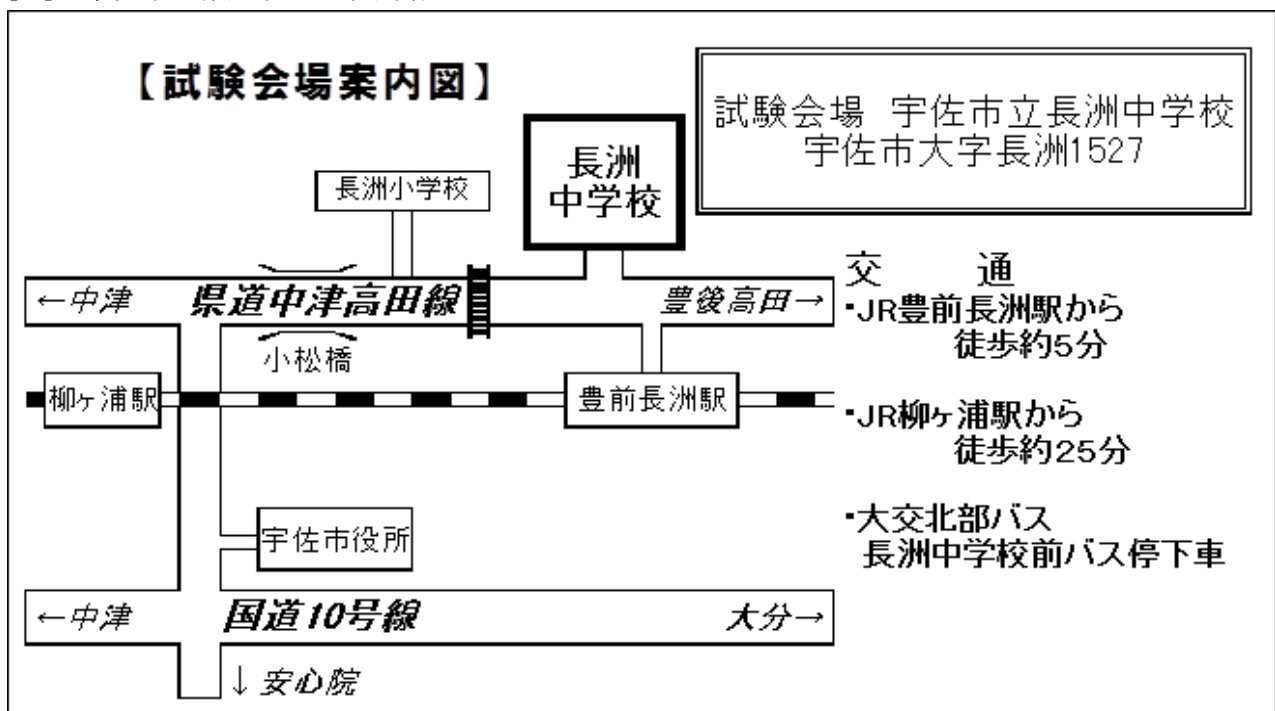 【試験会場案内図】
試験会場 宇佐市立長洲中学校
宇佐市大字長洲1527
長洲
中学校
長洲小学校
←中津
県道中津高田線
豊後高田→
小松橋
柳ヶ浦駅
豊前長洲駅
宇佐市役所
←中津
国道10号線
大分→
↓安心院
交 通
・JR豊前長洲駅から
徒歩約5分
・JR柳ヶ浦駅から
徒歩約25分
・大交北部バス
長洲中学校前バス停下車